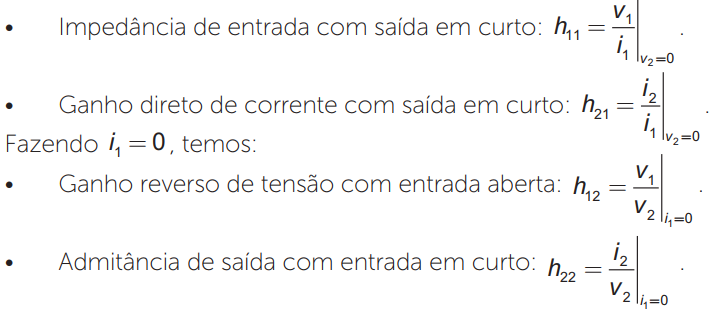 • Impedância de entrada com saída em curto: $h_{11} = \left.\frac{v_1}{i_1}\right|_{v_2=0}$.
• Ganho direto de corrente com saída em curto: $h_{21} = \left.\frac{i_2}{i_1}\right|_{v_2=0}$.
Fazendo $i_1 = 0$, temos:
• Ganho reverso de tensão com entrada aberta: $h_{12} = \left.\frac{v_1}{v_2}\right|_{i_1=0}$.
• Admitância de saída com entrada em curto: $h_{22} = \left.\frac{i_2}{v_2}\right|_{i_1=0}$.